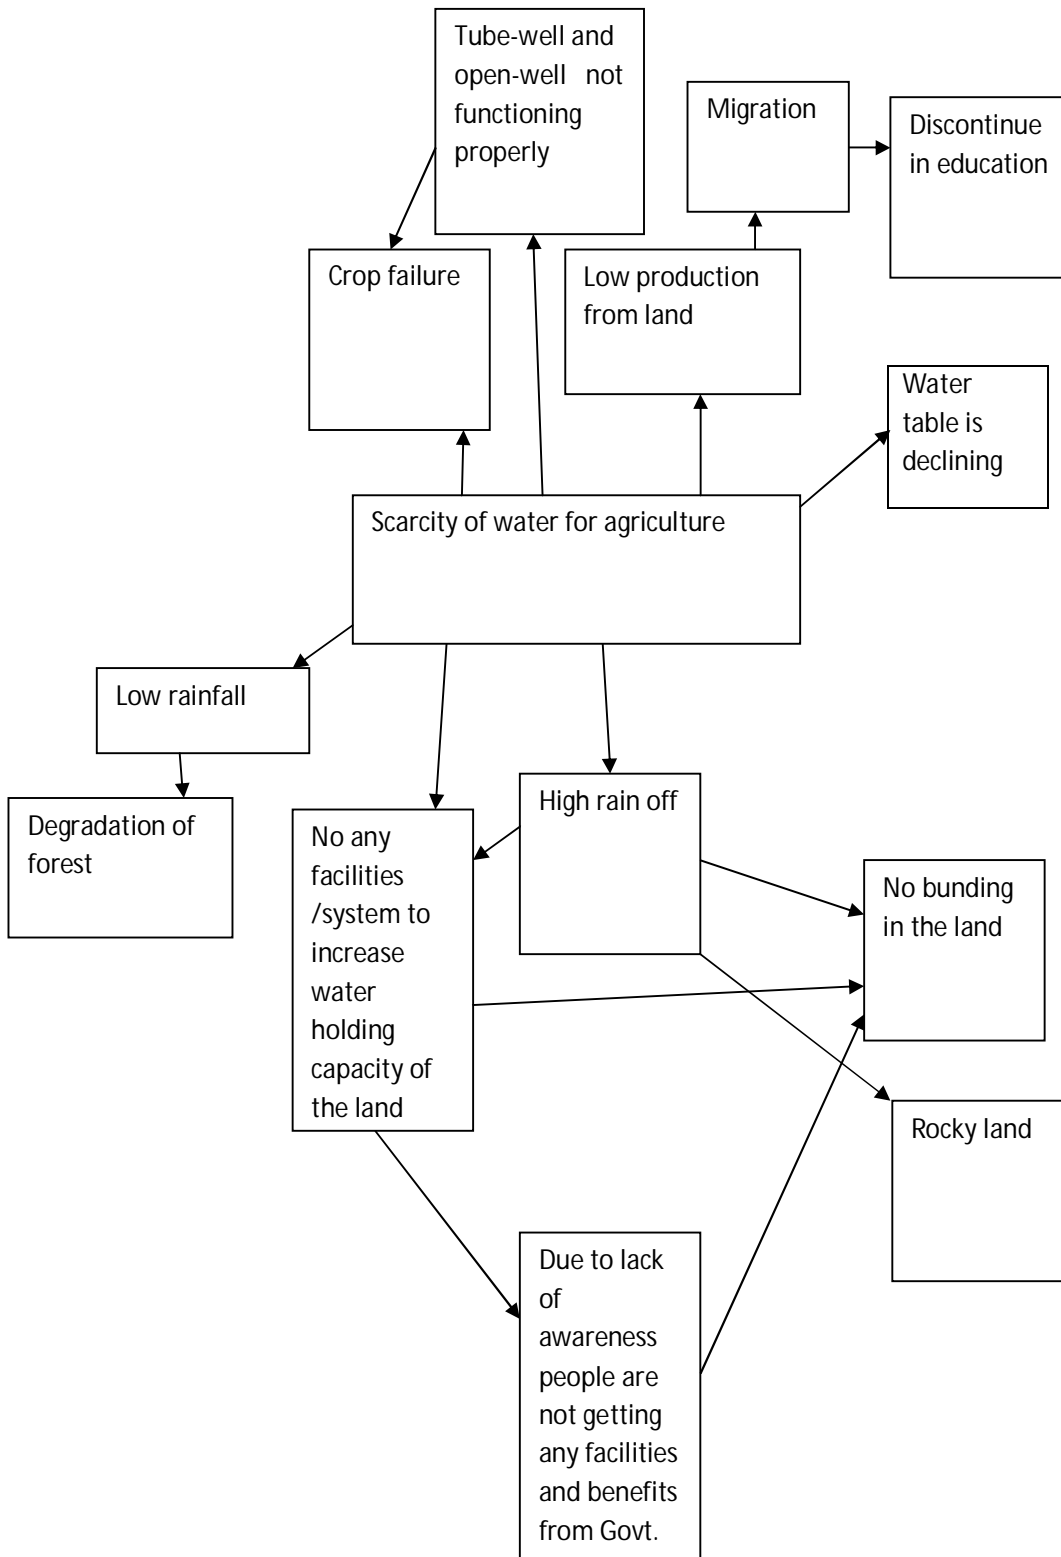 Tube-well and
open-well not
functioning
properly
Migration
Discontinue
in education
Crop failure
Low production
from land
Water
table is
declining
Scarcity of water for agriculture
Low rainfall
Degradation of
forest
No any
facilities
/system to
increase
water
holding
capacity of
the land
High rain off
No bunding
in the land
Rocky land
Due to lack
of
awareness
people are
not getting
any facilities
and benefits
from Govt.